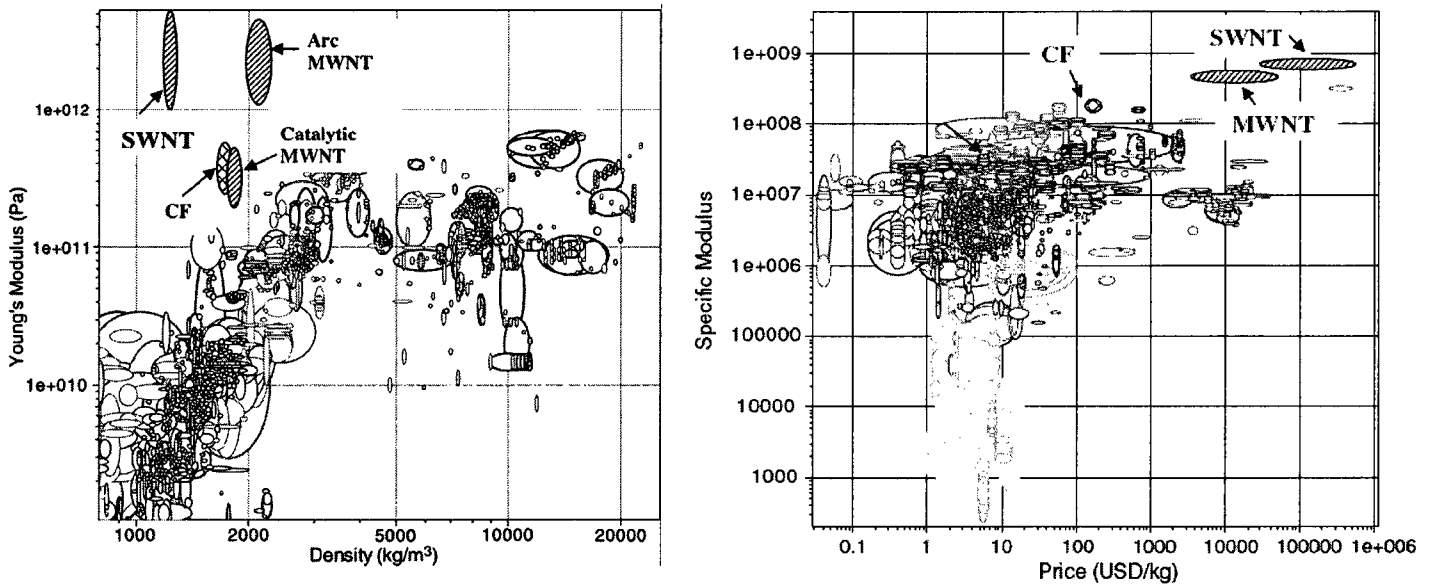 Arc
MWNT
1e+012
SWNT
Catalytic
MWNT
CF
Young's Modulus (Pa)
1e+011
1e+010
1000
2000
5000
10000
20000
Density (kg/m³)
SWNT
1e+009
CF
MWNT
1e+008
1e+007
Specific Modulus
1e+006
100000
10000
1000
0.1
1
10
100
1000
10000
100000
1e+006
Price (USD/kg)